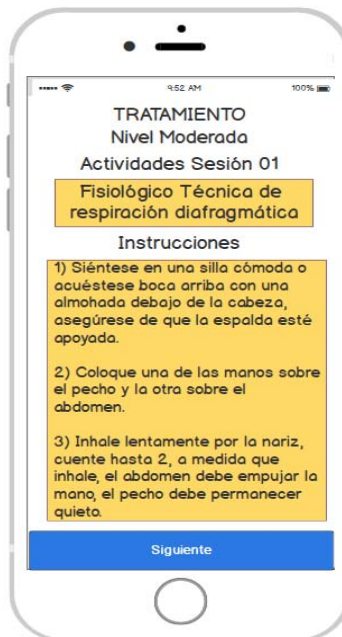 9:52 AM 100%
TRATAMIENTO
Nivel Moderada
Actividades Sesión 01
Fisiológico Técnica de
respiración diafragmática
Instrucciones
1) Siéntese en una silla cómoda o
acuéstese boca arriba con una
almohada debajo de la cabeza,
asegúrese de que la espalda esté
apoyada.
2) Coloque una de las manos sobre
el pecho y la otra sobre el
abdomen.
3) Inhale lentamente por la nariz,
cuente hasta 2, a medida que
inhale, el abdomen debe empujar la
mano, el pecho debe permanecer
quieto.
Siguiente